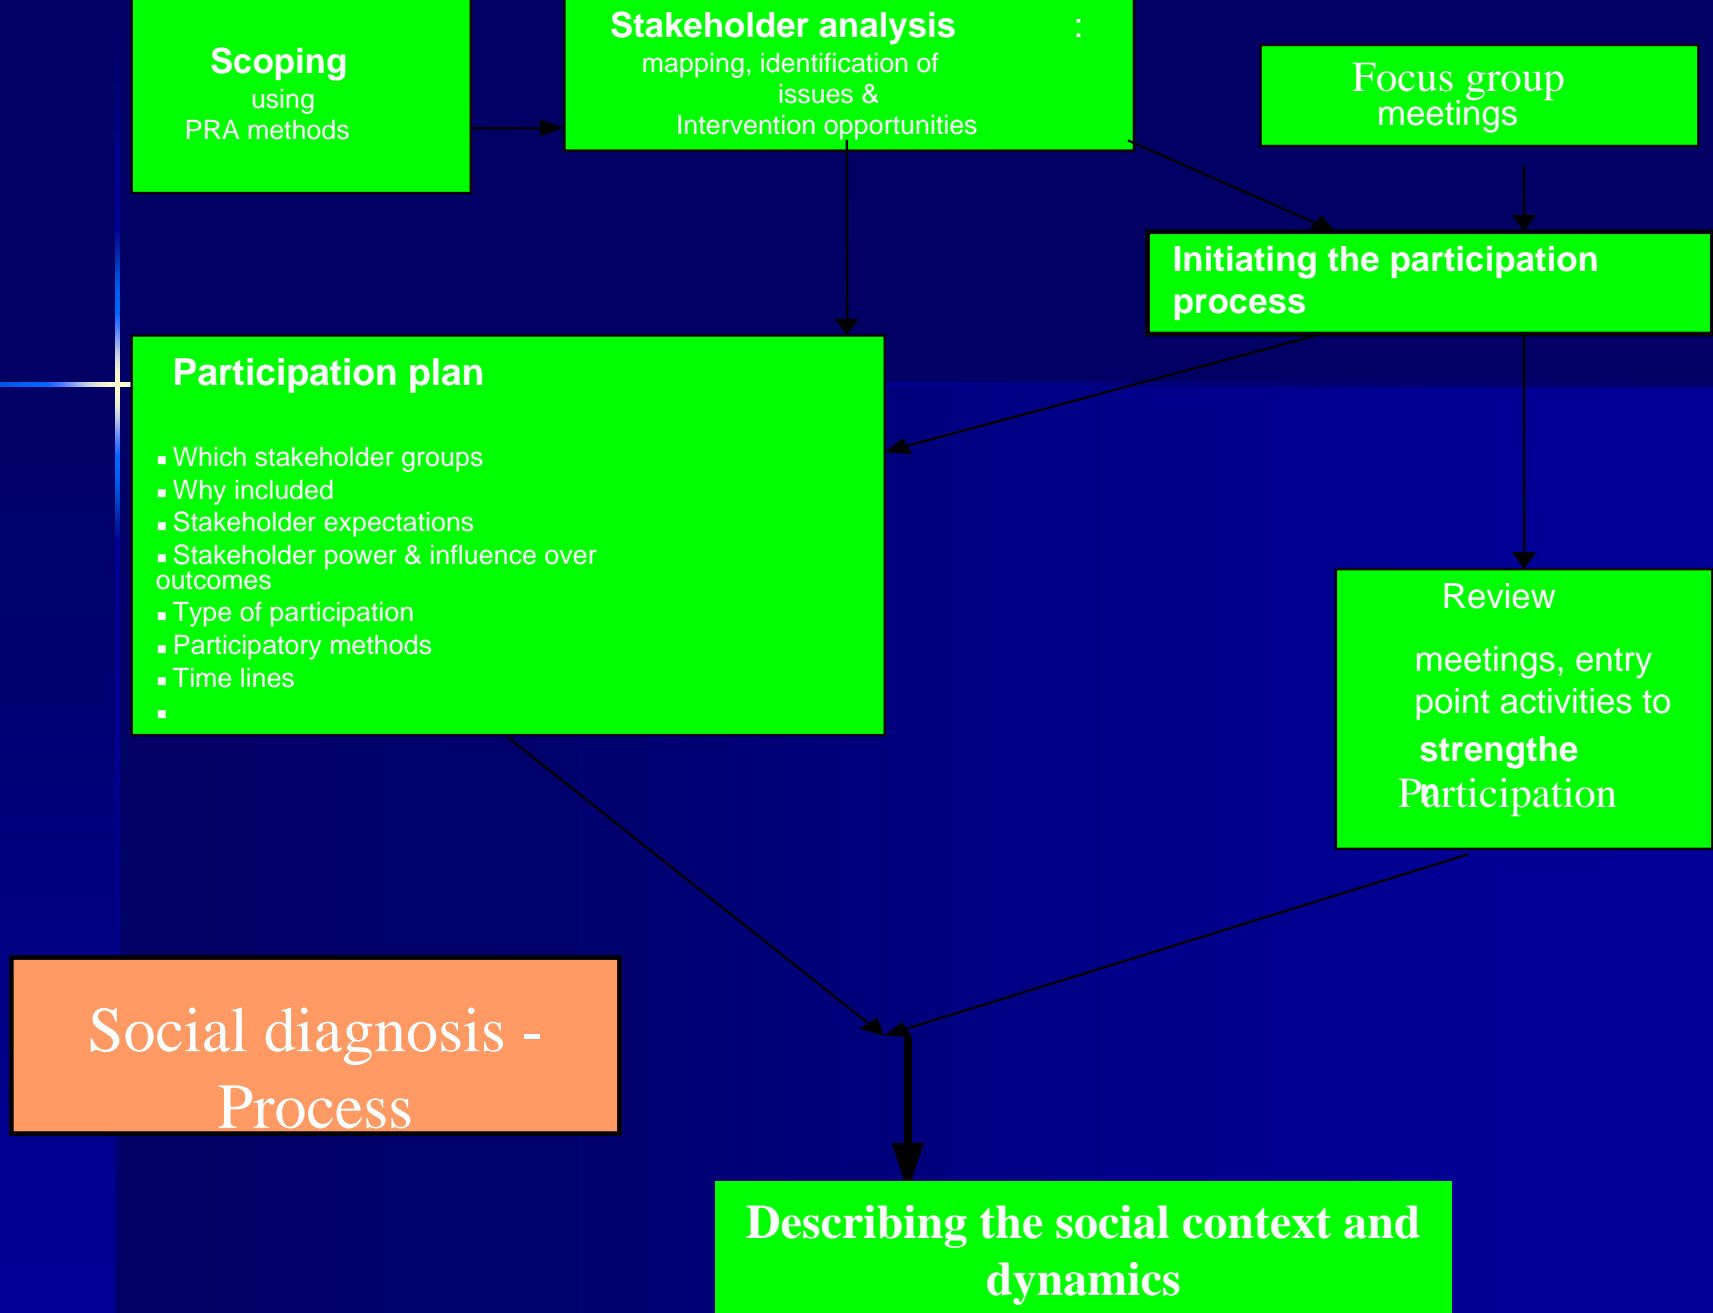 Scoping
using
PRA methods
Stakeholder analysis :
mapping, identification of
issues &
Intervention opportunities
Focus group
meetings
Initiating the participation
process
Participation plan
▪ Which stakeholder groups
▪ Why included
▪ Stakeholder expectations
▪ Stakeholder power & influence over
outcomes
▪ Type of participation
▪ Participatory methods
▪ Time lines
▪
Review
meetings, entry
point activities to
strengthe
n
Participation
Social diagnosis -
Process
Describing the social context and
dynamics